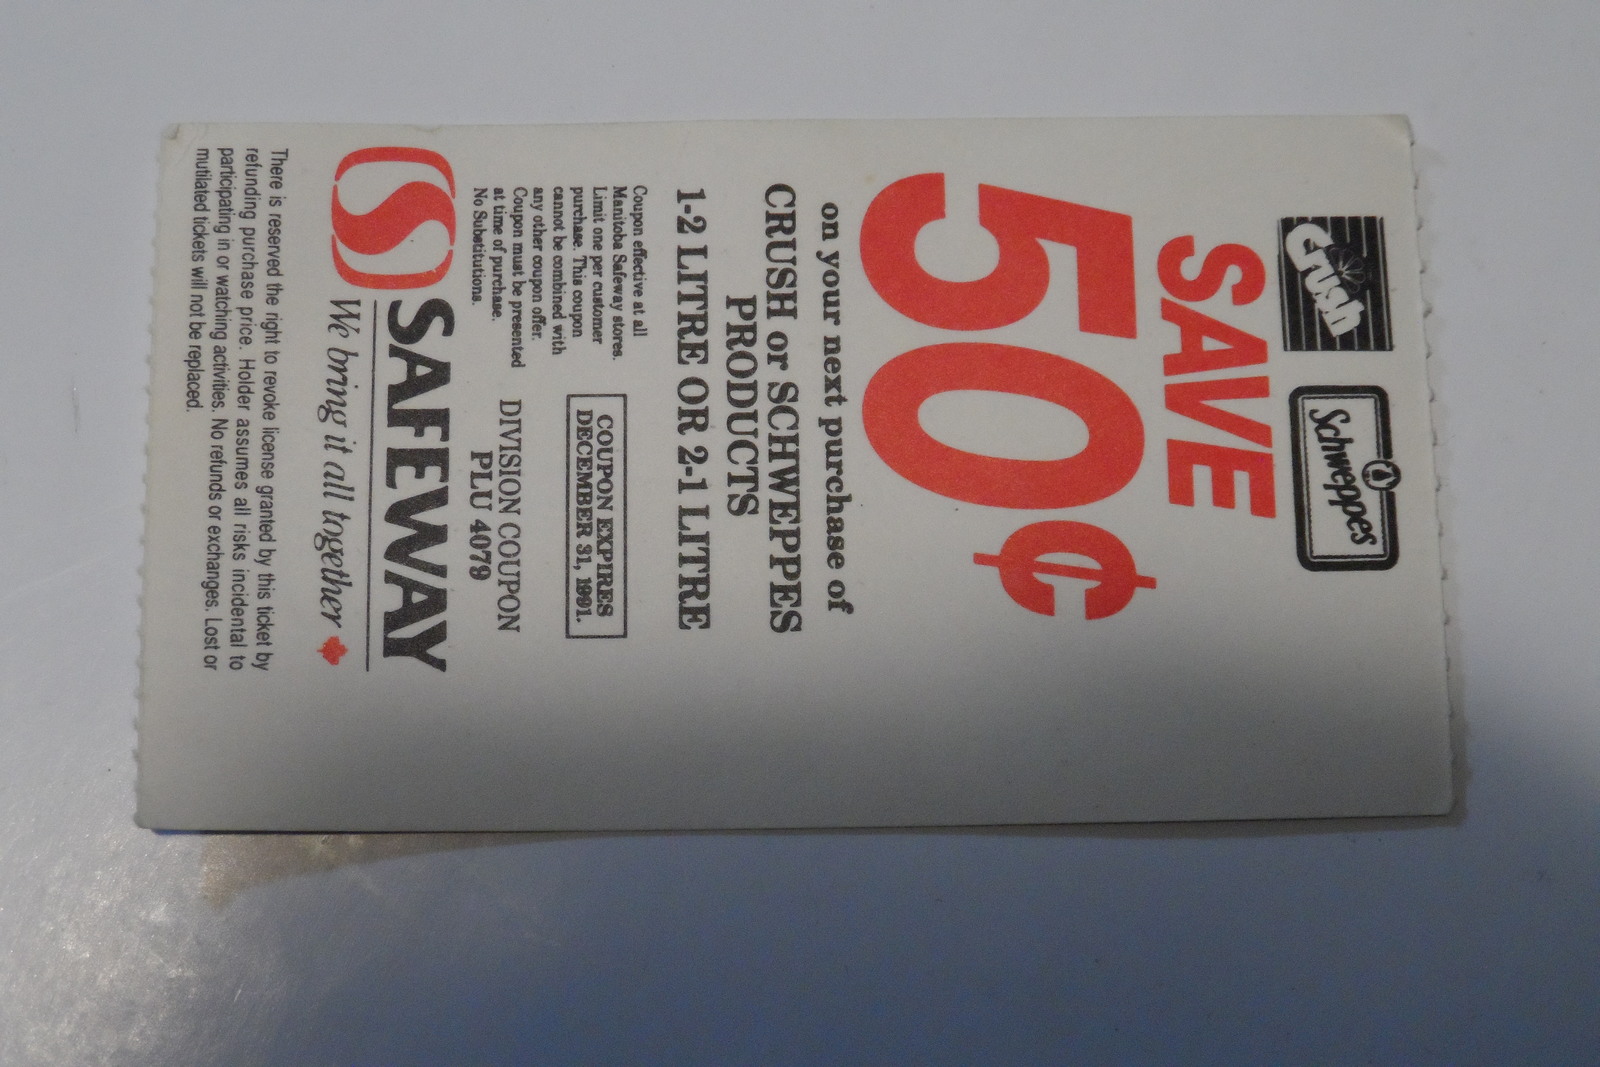 Crush
Schweppes
SAVE
50¢
on your next purchase of
CRUSH or SCHWEPPES
PRODUCTS
1-2 LITRE OR 2-1 LITRE
Coupon effective at all
Manitoba Safeway stores.
Limit one per customer
purchase. This coupon
cannot be combined with
any other coupon offer.
Coupon must be presented
at time of purchase.
No Substitutions.
COUPON EXPIRES
DECEMBER 31, 1991.
DIVISION COUPON
PLU 4079
SAFEWAY
We bring it all together
There is reserved the right to revoke license granted by this ticket by
refunding purchase price. Holder assumes all risks incidental to
participating in or watching activities. No refunds or exchanges. Lost or
mutilated tickets will not be replaced.